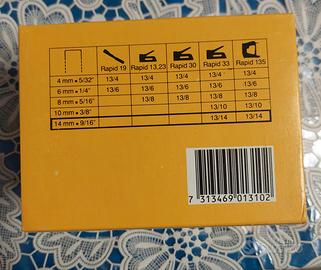 Rapid 19 Rapid 13,23 Rapid 30 Rapid 33 Rapid 135
4 mm • 5/32" 13/4 13/4 13/4 13/4 13/4
6 mm • 1/4" 13/6 13/6 13/6 13/6 13/6
8 mm • 5/16" 13/8 13/8 13/8 13/8
10 mm • 3/8" 13/10 13/10
14 mm • 9/16" 13/14 13/14
7 313469 013102